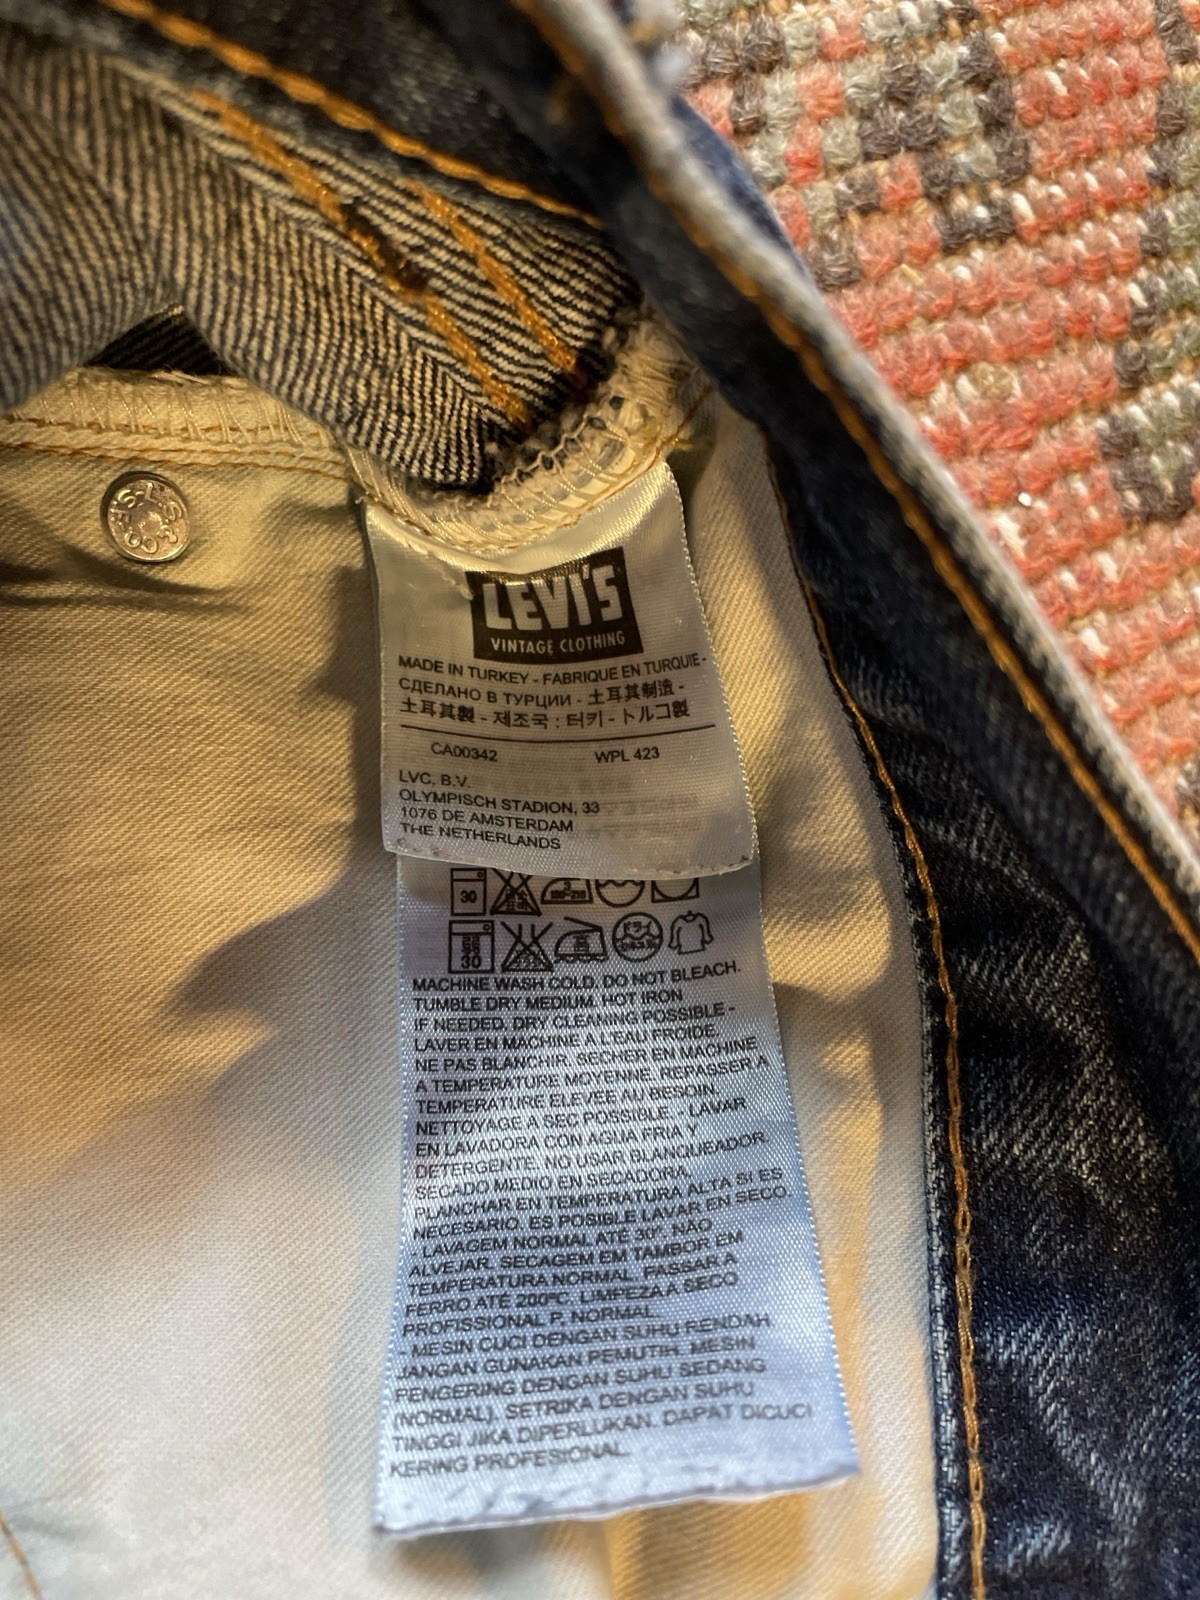 LEVI'S
VINTAGE CLOTHING
MADE IN TURKEY - FABRIQUE EN TURQUIE -
СДЕЛАНО В ТУРЦИИ - 土耳其制造 -
土耳其製 - 제조국 : 터키 - トルコ製
CA00342 WPL 423
LVC, B.V.
OLYMPISCH STADION, 33
1076 DE AMSTERDAM
THE NETHERLANDS
30
30
MACHINE WASH COLD. DO NOT BLEACH.
TUMBLE DRY MEDIUM. HOT IRON
IF NEEDED. DRY CLEANING POSSIBLE -
LAVER EN MACHINE A L'EAU FROIDE.
NE PAS BLANCHIR. SECHER EN MACHINE
A TEMPERATURE MOYENNE. REPASSER A
TEMPERATURE ELEVEE AU BESOIN.
NETTOYAGE A SEC POSSIBLE. - LAVAR
EN LAVADORA CON AGUA FRIA Y
DETERGENTE. NO USAR BLANQUEADOR.
SECADO MEDIO EN SECADORA.
PLANCHAR EN TEMPERATURA ALTA SI ES
NECESARIO. ES POSIBLE LAVAR EN SECO.
- LAVAGEM NORMAL ATÉ 30º. NÃO
ALVEJAR. SECAGEM EM TAMBOR EM
TEMPERATURA NORMAL. PASSAR A
FERRO ATÉ 200ºC. LIMPEZA A SECO
PROFISSIONAL P, NORMAL.
- MESIN CUCI DENGAN SUHU RENDAH
JANGAN GUNAKAN PEMUTIH. MESIN
PENGERING DENGAN SUHU SEDANG
(NORMAL). SETRIKA DENGAN SUHU
TINGGI JIKA DIPERLUKAN. DAPAT DICUCI
KERING PROFESIONAL